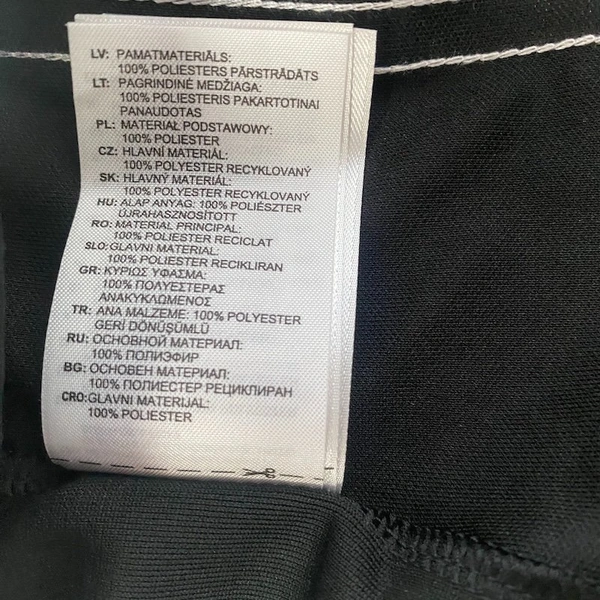 LV: PAMATMATERIĀLS:
100% POLIESTERS PĀRSTRĀDĀTS
LT: PAGRINDINĖ MEDŽIAGA:
100% POLIESTERIS PAKARTOTINAI
PANAUDOTAS
PL: MATERIAŁ PODSTAWOWY:
100% POLIESTER
CZ: HLAVNÍ MATERIÁL:
100% POLYESTER RECYKLOVANÝ
SK: HLAVNÝ MATERIÁL:
100% POLYESTER RECYKLOVANÝ
HU: ALAP ANYAG: 100% POLIÉSZTER
ÚJRAHASZNOSÍTOTT
RO: MATERIAL PRINCIPAL:
100% POLIESTER RECICLAT
SLO: GLAVNI MATERIAL:
100% POLIESTER RECIKLIRAN
GR: ΚΥΡΙΩΣ ΥΦΑΣΜΑ:
100% ΠΟΛΥΕΣΤΕΡΑΣ
ΑΝΑΚΥΚΛΩΜΕΝΟΣ
TR: ANA MALZEME: 100% POLYESTER
GERİ DÖNÜŞÜMLÜ
RU: ОСНОВНОЙ МАТЕРИАЛ:
100% ПОЛИЭФИР
BG: ОСНОВЕН МАТЕРИАЛ:
100% ПОЛИЕСТЕР РЕЦИКЛИРАН
CRO: GLAVNI MATERIJAL:
100% POLIESTER